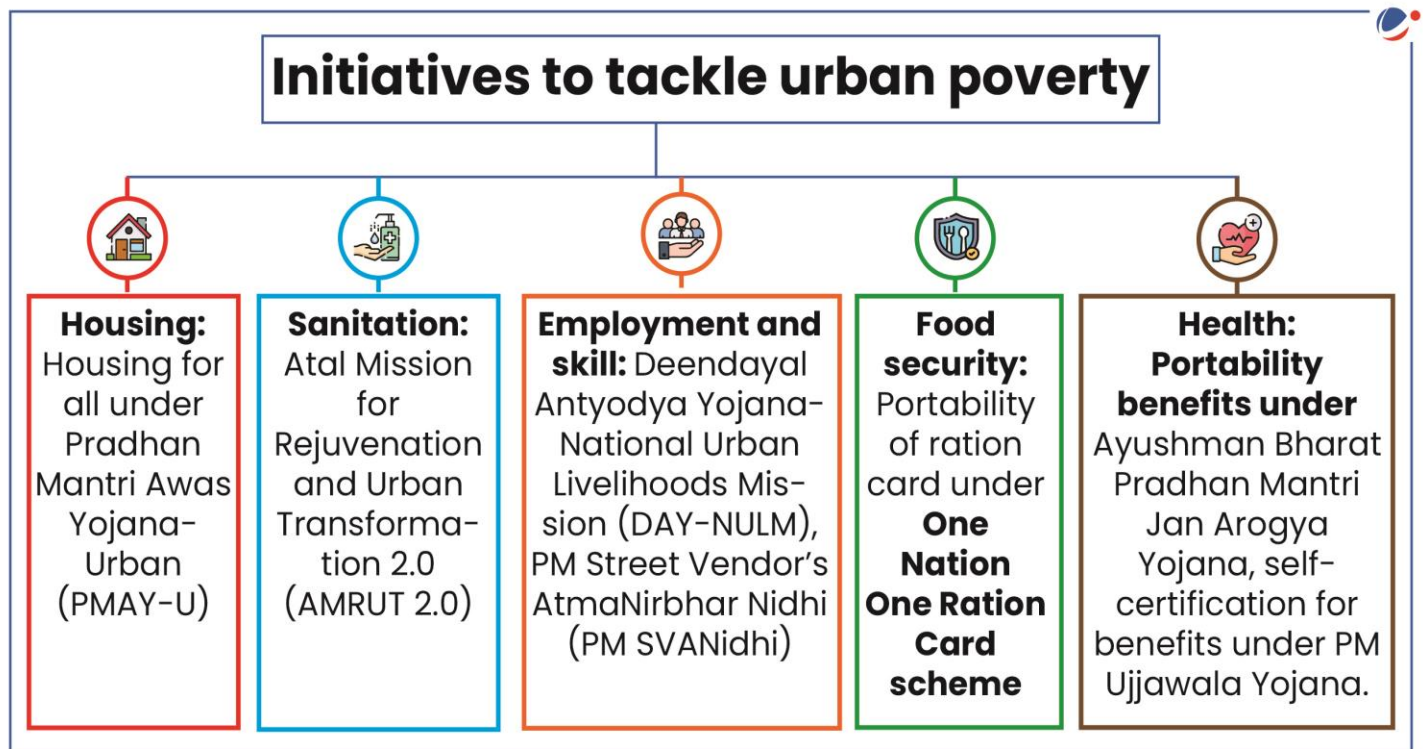 Initiatives to tackle urban poverty
Housing:
Housing for
all under
Pradhan
Mantri Awas
Yojana-
Urban
(PMAY-U)
Sanitation:
Atal Mission
for
Rejuvenation
and Urban
Transforma-
tion 2.0
(AMRUT 2.0)
Employment and
skill: Deendayal
Antyodya Yojana-
National Urban
Livelihoods Mis-
sion (DAY-NULM),
PM Street Vendor's
AtmaNirbhar Nidhi
(PM SVANidhi)
Food
security:
Portability
of ration
card under
One
Nation
One Ration
Card
scheme
Health:
Portability
benefits under
Ayushman Bharat
Pradhan Mantri
Jan Arogya
Yojana, self-
certification for
benefits under PM
Ujjawala Yojana.